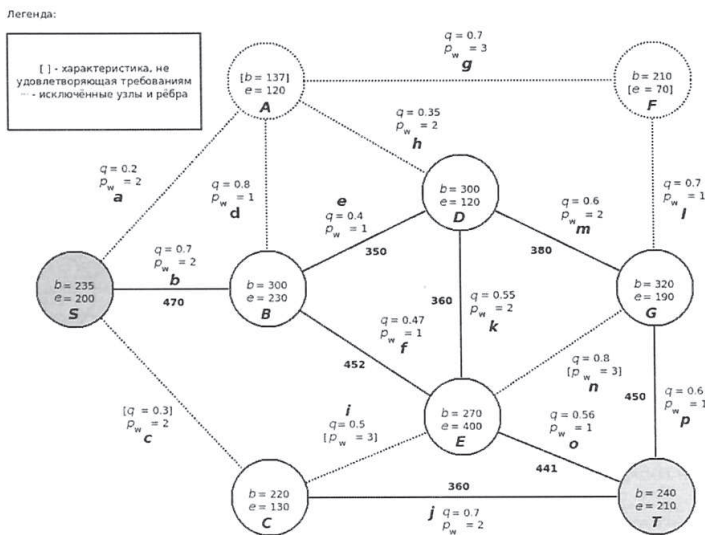 Легенда:
[ ] - характеристика, не
удовлетворяющая требованиям
··· - исключённые узлы и рёбра
q = 0.7
p_w = 3
g
[b = 137]
e = 120
A
b = 210
[e = 70]
F
q = 0.35
p_w = 2
h
q = 0.2
p_w = 2
a
q = 0.8
p_w = 1
d
e
q = 0.4
p_w = 1
350
b = 300
e = 120
D
q = 0.6
p_w = 2
m
380
q = 0.7
p_w = 1
l
q = 0.7
p_w = 2
b
470
b = 235
e = 200
S
b = 300
e = 230
B
360
q = 0.55
p_w = 2
k
b = 320
e = 190
G
q = 0.47
p_w = 1
f
452
q = 0.8
[p_w = 3]
n
[q = 0.3]
p_w = 2
c
i
q = 0.5
[p_w = 3]
b = 270
e = 400
E
q = 0.56
p_w = 1
o
441
450
q = 0.6
p_w = 1
p
b = 220
e = 130
C
360
j
q = 0.7
p_w = 2
b = 240
e = 210
T